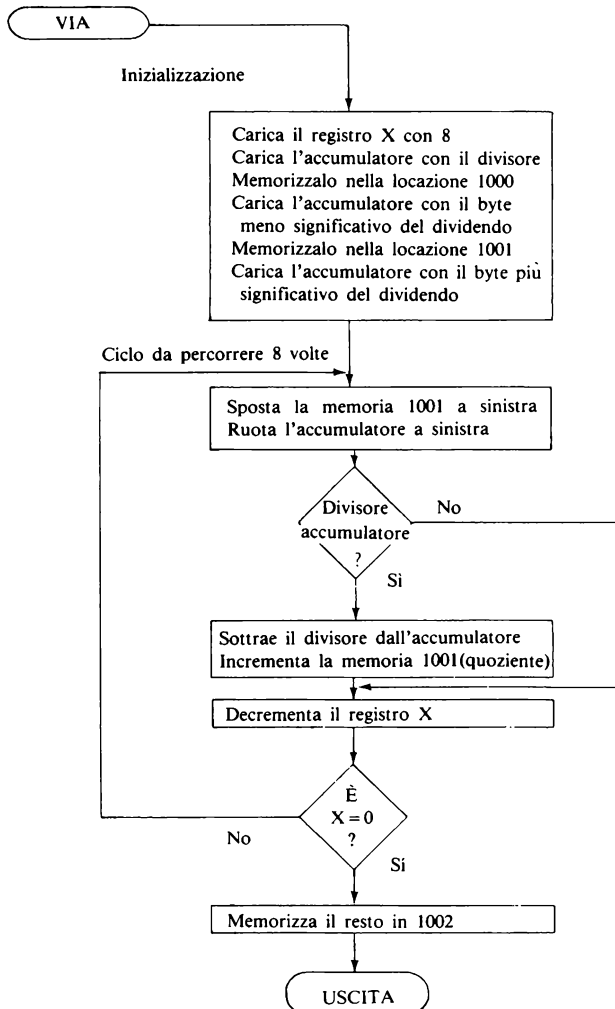 VIA
Inizializzazione
Carica il registro X con 8
Carica l'accumulatore con il divisore
Memorizzalo nella locazione 1000
Carica l'accumulatore con il byte
meno significativo del dividendo
Memorizzalo nella locazione 1001
Carica l'accumulatore con il byte più
significativo del dividendo
Ciclo da percorrere 8 volte
Sposta la memoria 1001 a sinistra
Ruota l'accumulatore a sinistra
Divisore
accumulatore
?
No
Sì
Sottrae il divisore dall'accumulatore
Incrementa la memoria 1001(quoziente)
Decrementa il registro X
È
X = 0
?
No
Sì
Memorizza il resto in 1002
USCITA